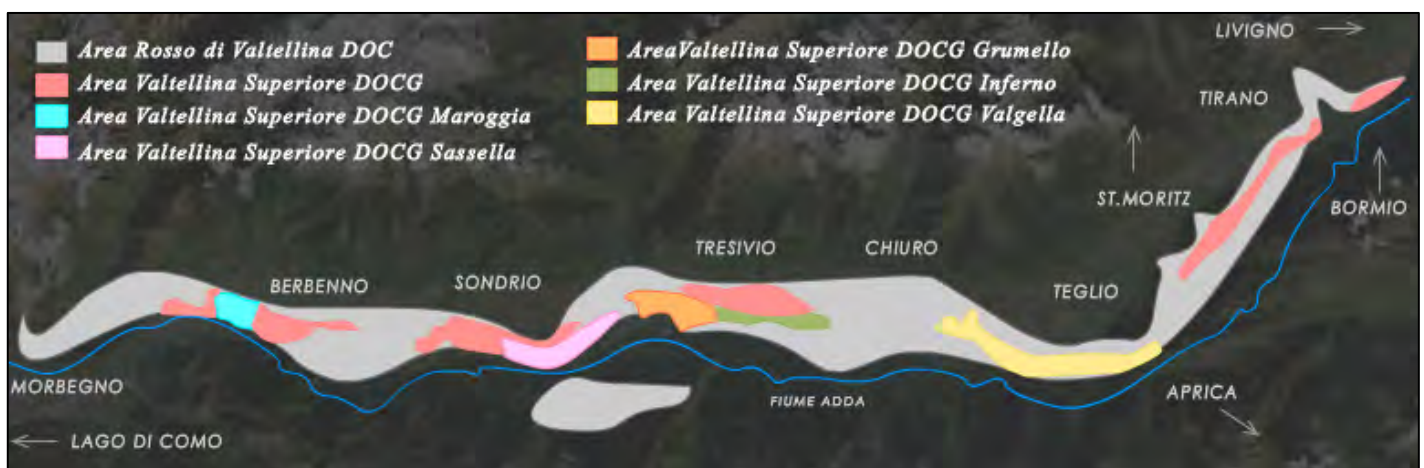 Area Rosso di Valtellina DOC
Area Valtellina Superiore DOCG
Area Valtellina Superiore DOCG Maroggia
Area Valtellina Superiore DOCG Sassella
AreaValtellina Superiore DOCG Grumello
Area Valtellina Superiore DOCG Inferno
Area Valtellina Superiore DOCG Valgella
LIVIGNO
TIRANO
ST.MORITZ
BORMIO
TRESIVIO
CHIURO
BERBENNO
SONDRIO
TEGLIO
MORBEGNO
FIUME ADDA
APRICA
LAGO DI COMO